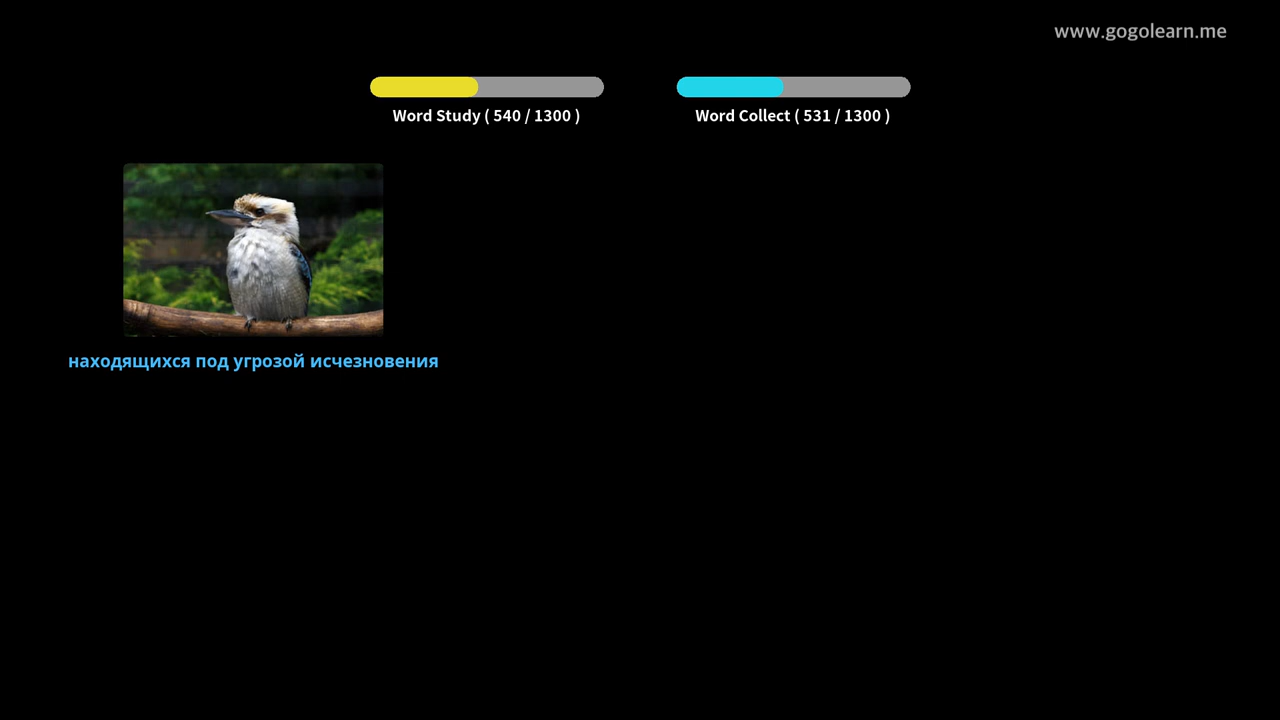 www.gogolearn.me
Word Study ( 540 / 1300 )
Word Collect ( 531 / 1300 )
находящихся под угрозой исчезновения